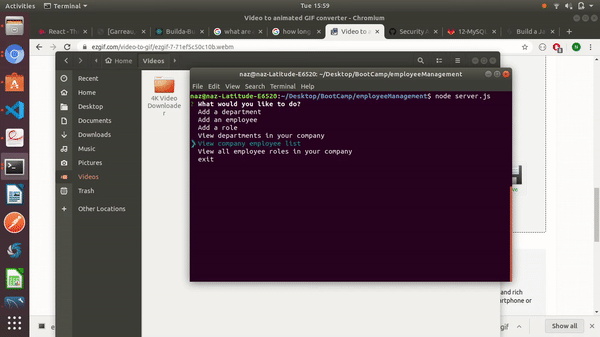 Activities Terminal Tue 15:59
Video to animated GIF converter - Chromium
React - Th [Garreau Builda-Ba what are a how long Video to a Security A 12-MySQL Build a Ja
ezgif.com/video-to-gif/ezgif-7-71ef5c50c10b.webm
Home Videos
Recent
Home
Desktop
Documents
Downloads
Music
Pictures
Videos
Trash
Other Locations
4K Video
Downloade
r
naz@naz-Latitude-E6520: ~/Desktop/BootCamp/employeeManagement
File Edit View Search Terminal Help
naz@naz-Latitude-E6520:~/Desktop/BootCamp/employeeManagement$ node server.js
? What would you like to do?
Add a department
Add an employee
Add a role
View departments in your company
❯ View company employee list
View all employee roles in your company
exit
and rich
artphone or
ezgif
Show all